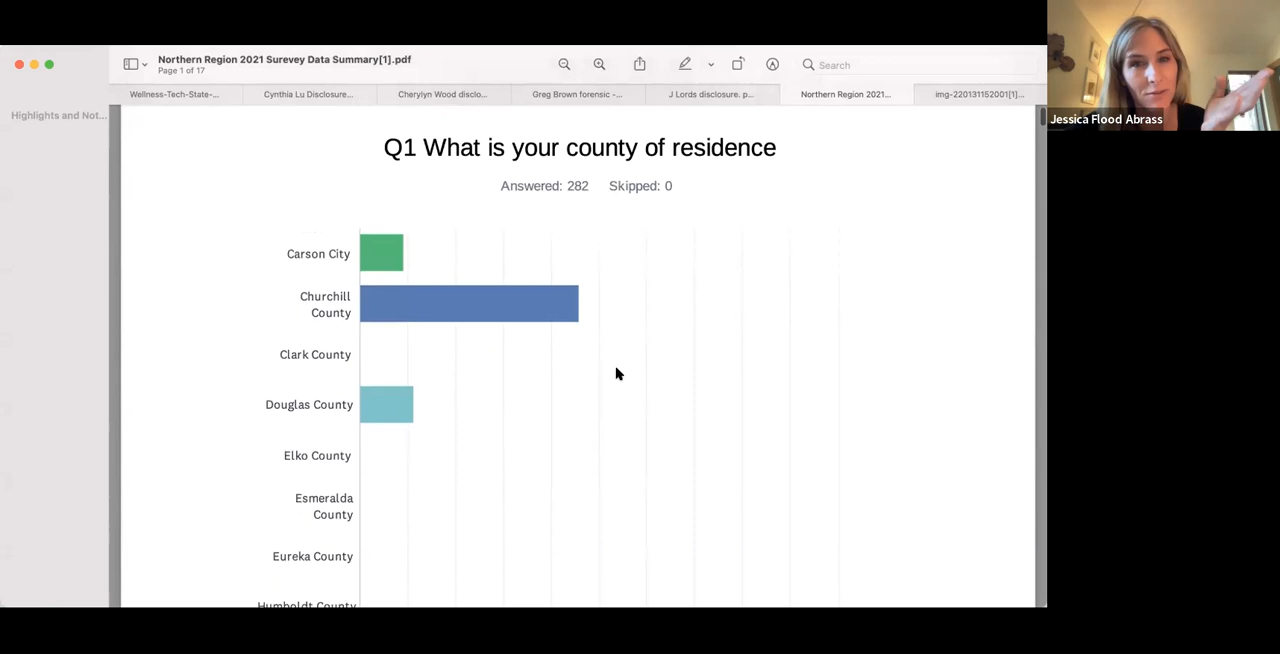 Northern Region 2021 Surevey Data Summary[1].pdf
Page 1 of 17
Search
Wellness-Tech-State-...
Cynthia Lu Disclosure...
Cherylyn Wood disclo...
Greg Brown forensic -...
J Lords disclosure. p...
Northern Region 2021...
img-220131152001[1]...
Highlights and Not...
Jessica Flood Abrass
Q1 What is your county of residence
Answered: 282 Skipped: 0
Carson City
Churchill
County
Clark County
Douglas County
Elko County
Esmeralda
County
Eureka County
Humboldt County